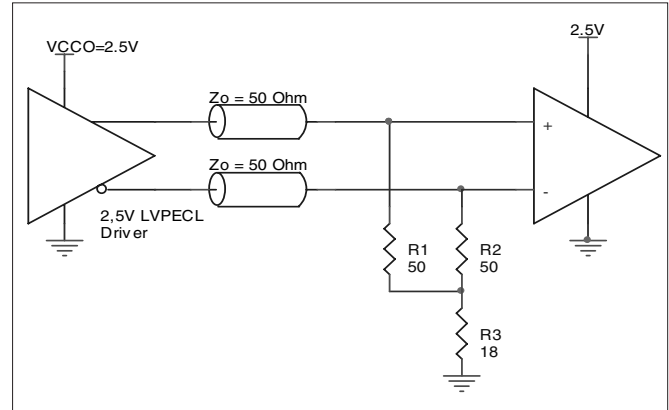 VCCO=2.5V
2.5V
Zo = 50 Ohm
+
Zo = 50 Ohm
-
2,5V LVPECL
Driver
R1
50
R2
50
R3
18